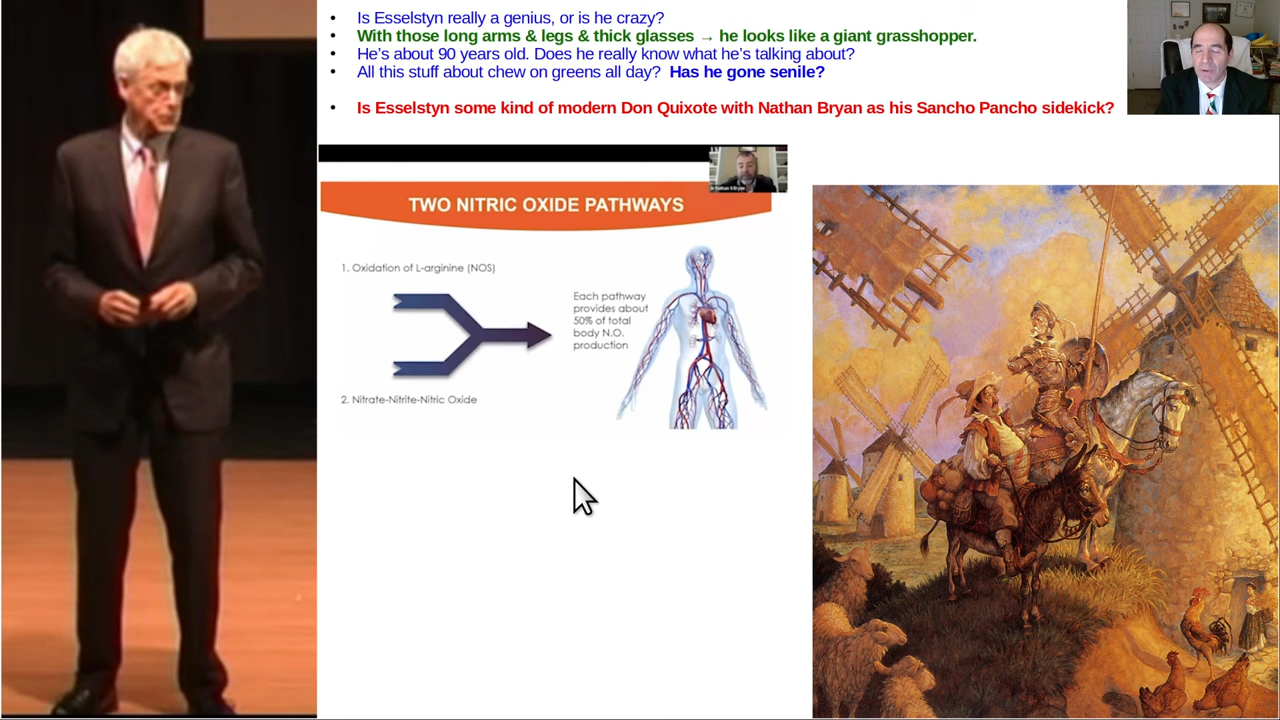 Is Esselstyn really a genius, or is he crazy?
With those long arms & legs & thick glasses → he looks like a giant grasshopper.
He's about 90 years old. Does he really know what he's talking about?
All this stuff about chew on greens all day? Has he gone senile?
Is Esselstyn some kind of modern Don Quixote with Nathan Bryan as his Sancho Pancho sidekick?
Dr Nathan S Bryan
TWO NITRIC OXIDE PATHWAYS
1. Oxidation of L-arginine (NOS)
Each pathway
provides about
50% of total
body N.O.
production
2. Nitrate-Nitrite-Nitric Oxide